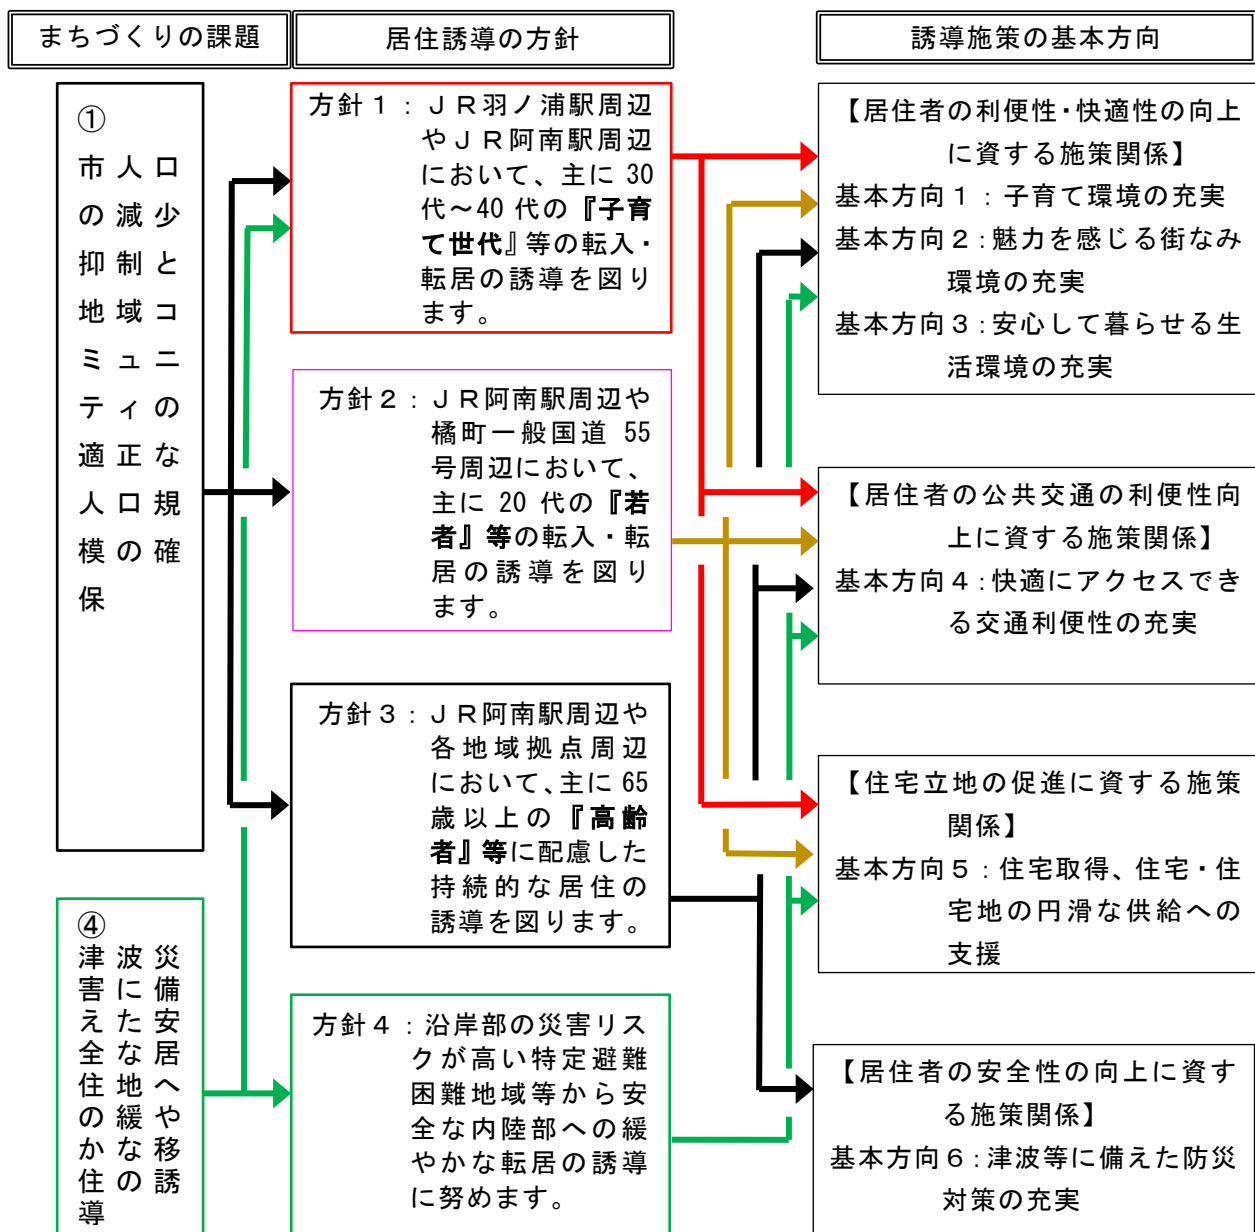 まちづくりの課題
居住誘導の方針
誘導施策の基本方向
①
市人口
の減少
抑制と
地域コ
ミュニ
ティの
適正な
人口規
模の確
保
④
津波災
害に備
えた安
全な居
住地へ
の緩や
かな移
住の誘
導
方針１：ＪＲ羽ノ浦駅周辺
やＪＲ阿南駅周辺
において、主に 30
代～40 代の『子育
て世代』等の転入・
転居の誘導を図り
ます。
方針２：ＪＲ阿南駅周辺や
橘町一般国道 55
号周辺において、
主に 20 代の『若
者』等の転入・転
居の誘導を図り
ます。
方針３：ＪＲ阿南駅周辺や
各地域拠点周辺
において、主に 65
歳以上の『高齢
者』等に配慮した
持続的な居住の
誘導を図ります。
方針４：沿岸部の災害リス
クが高い特定避難
困難地域等から安
全な内陸部への緩
やかな転居の誘導
に努めます。
【居住者の利便性・快適性の向上
に資する施策関係】
基本方向１：子育て環境の充実
基本方向２：魅力を感じる街なみ
環境の充実
基本方向３：安心して暮らせる生
活環境の充実
【居住者の公共交通の利便性向
上に資する施策関係】
基本方向４：快適にアクセスでき
る交通利便性の充実
【住宅立地の促進に資する施策
関係】
基本方向５：住宅取得、住宅・住
宅地の円滑な供給への
支援
【居住者の安全性の向上に資す
る施策関係】
基本方向６：津波等に備えた防災
対策の充実